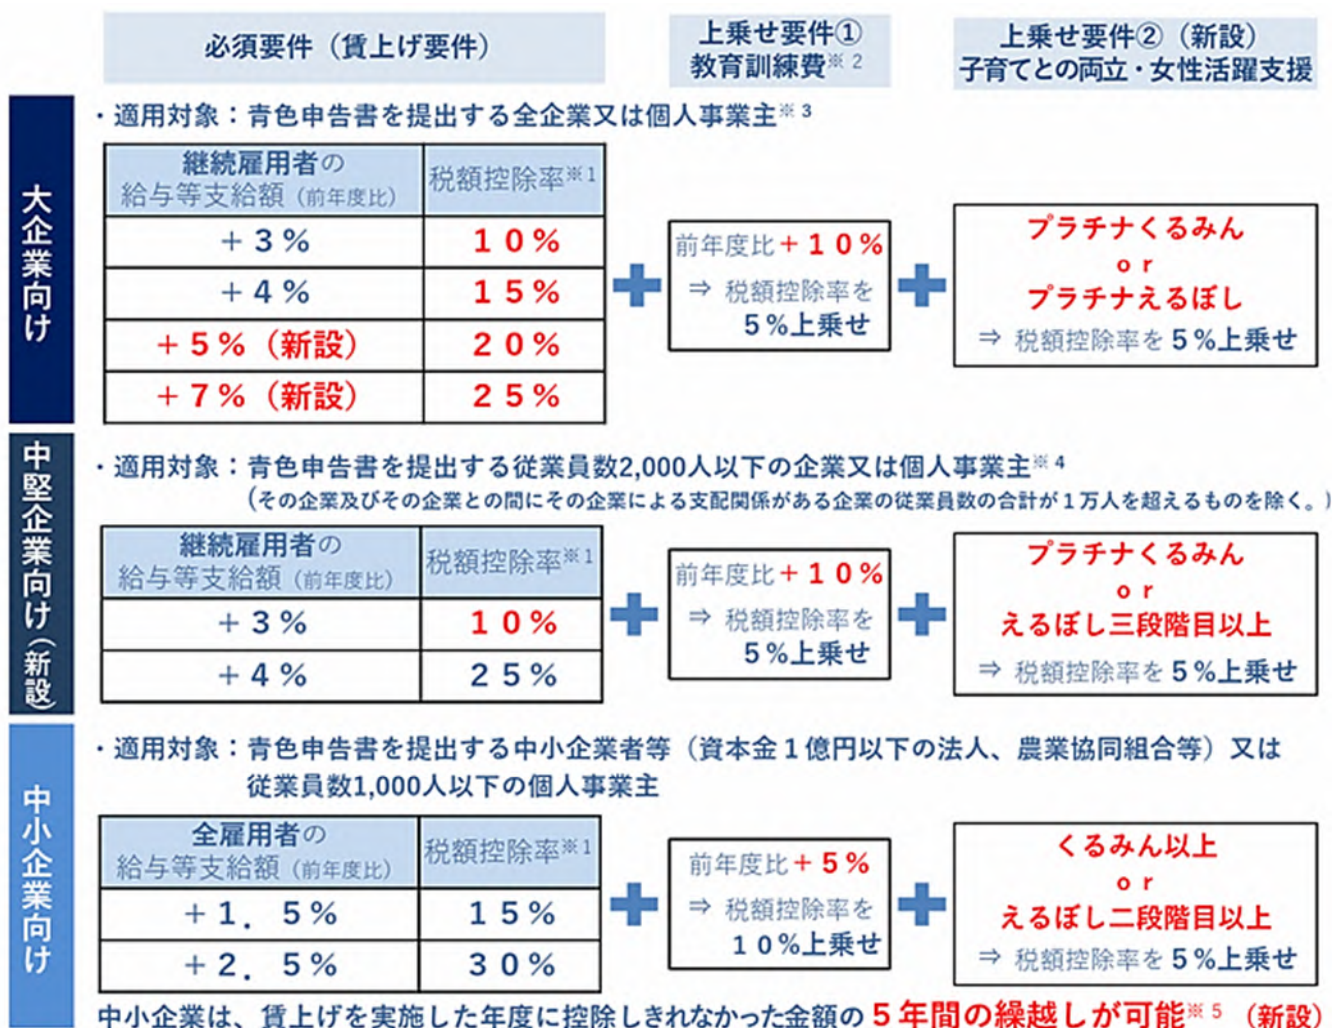 必須要件（賃上げ要件）
上乗せ要件①
教育訓練費※２
上乗せ要件②（新設）
子育てとの両立・女性活躍支援
大企業向け
・適用対象：青色申告書を提出する全企業又は個人事業主※３
継続雇用者の
給与等支給額（前年度比）
税額控除率※１
＋３％
１０％
＋４％
１５％
＋５％（新設）
２０％
＋７％（新設）
２５％
前年度比＋１０％
⇒ 税額控除率を
５％上乗せ
プラチナくるみん
ｏｒ
プラチナえるぼし
⇒ 税額控除率を５％上乗せ
中堅企業向け（新設）
・適用対象：青色申告書を提出する従業員数2,000人以下の企業又は個人事業主※４
（その企業及びその企業との間にその企業による支配関係がある企業の従業員数の合計が１万人を超えるものを除く。）
継続雇用者の
給与等支給額（前年度比）
税額控除率※１
＋３％
１０％
＋４％
２５％
前年度比＋１０％
⇒ 税額控除率を
５％上乗せ
プラチナくるみん
ｏｒ
えるぼし三段階目以上
⇒ 税額控除率を５％上乗せ
中小企業向け
・適用対象：青色申告書を提出する中小企業者等（資本金１億円以下の法人、農業協同組合等）又は
従業員数1,000人以下の個人事業主
全雇用者の
給与等支給額（前年度比）
税額控除率※１
＋１．５％
１５％
＋２．５％
３０％
前年度比＋５％
⇒ 税額控除率を
１０％上乗せ
くるみん以上
ｏｒ
えるぼし二段階目以上
⇒ 税額控除率を５％上乗せ
中小企業は、賃上げを実施した年度に控除しきれなかった金額の５年間の繰越しが可能※５（新設）